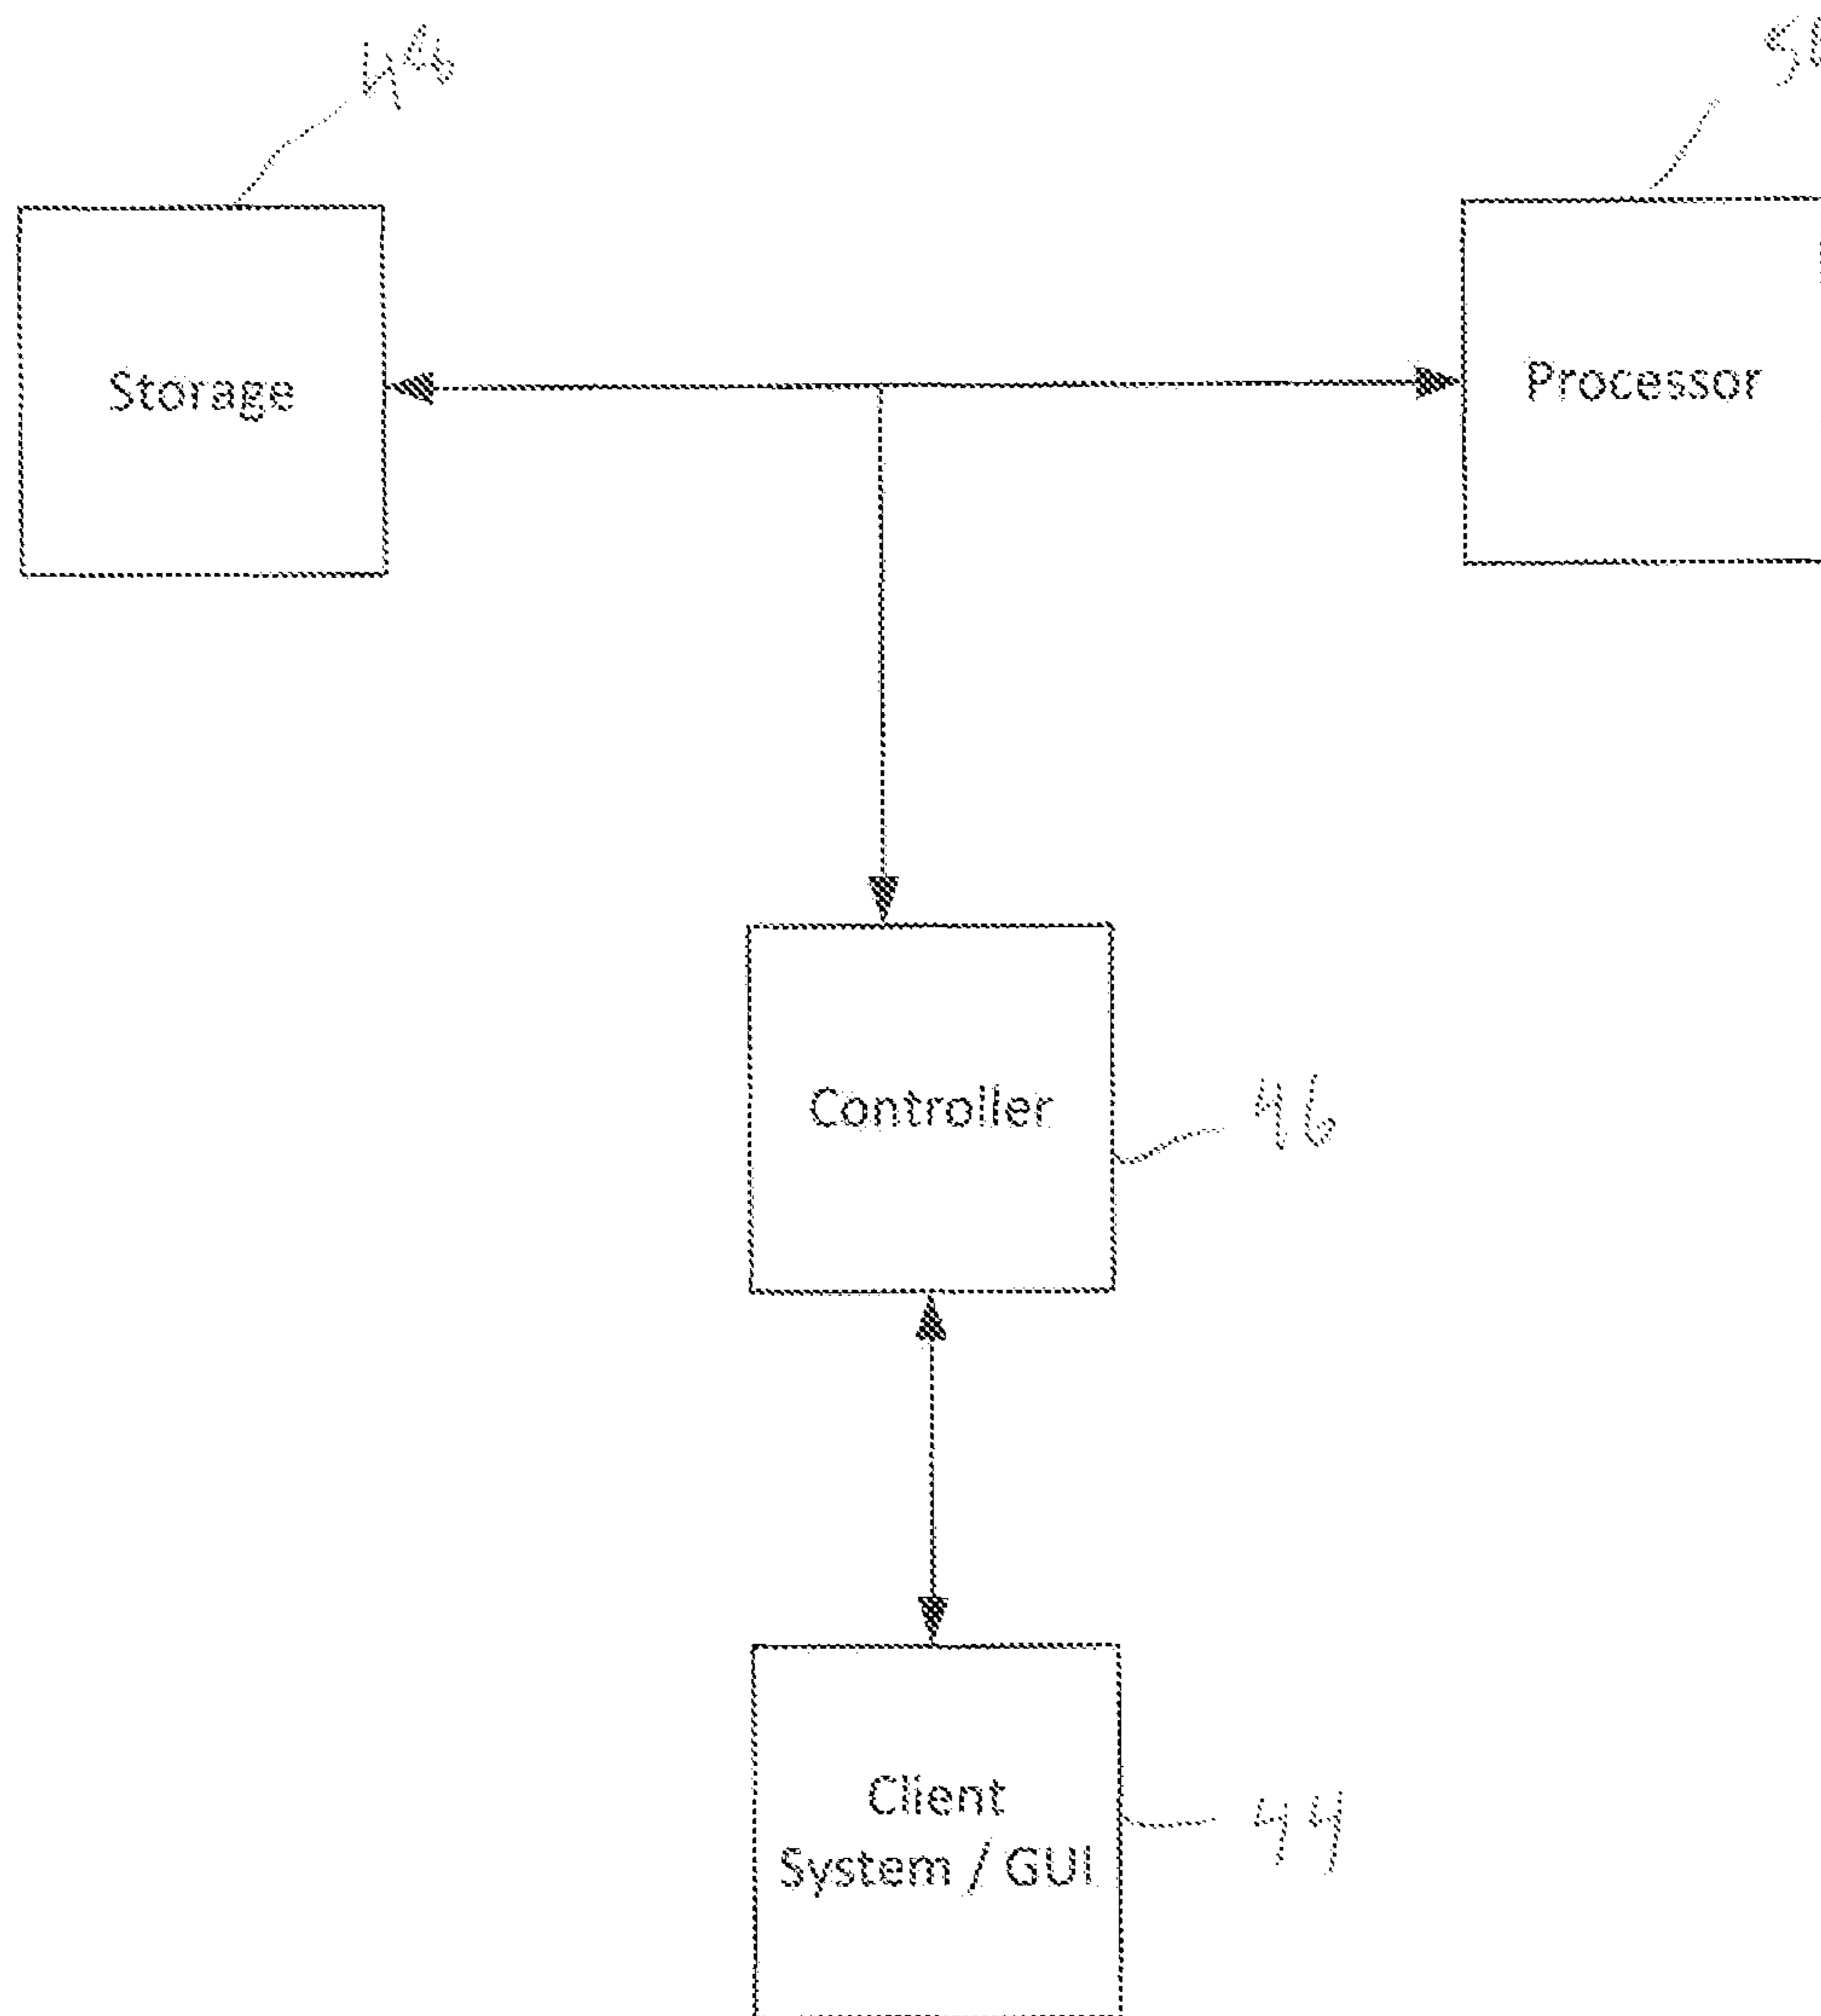 Storage
Processor
Controller
46
Client
System / GUI
44